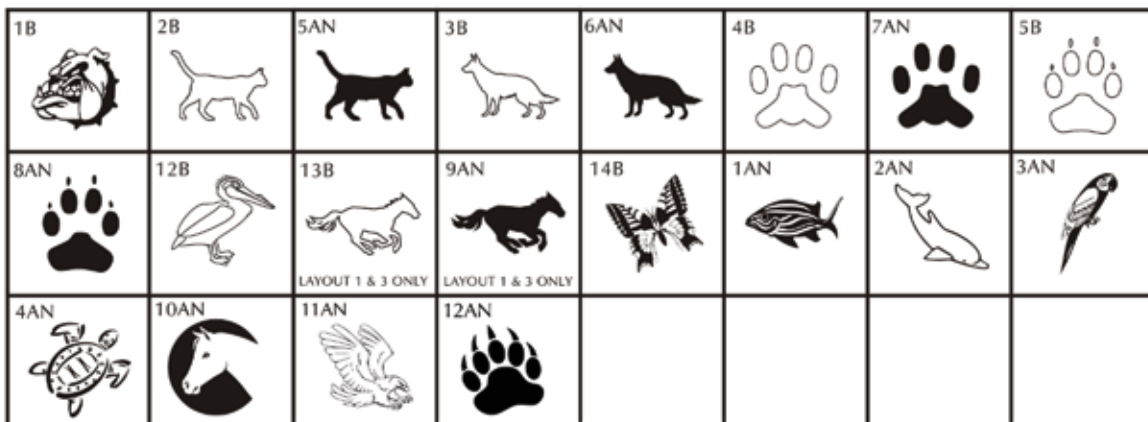 1B
2B
5AN
3B
6AN
4B
7AN
5B
8AN
12B
13B
9AN
14B
1AN
2AN
3AN
LAYOUT 1 & 3 ONLY
LAYOUT 1 & 3 ONLY
4AN
10AN
11AN
12AN